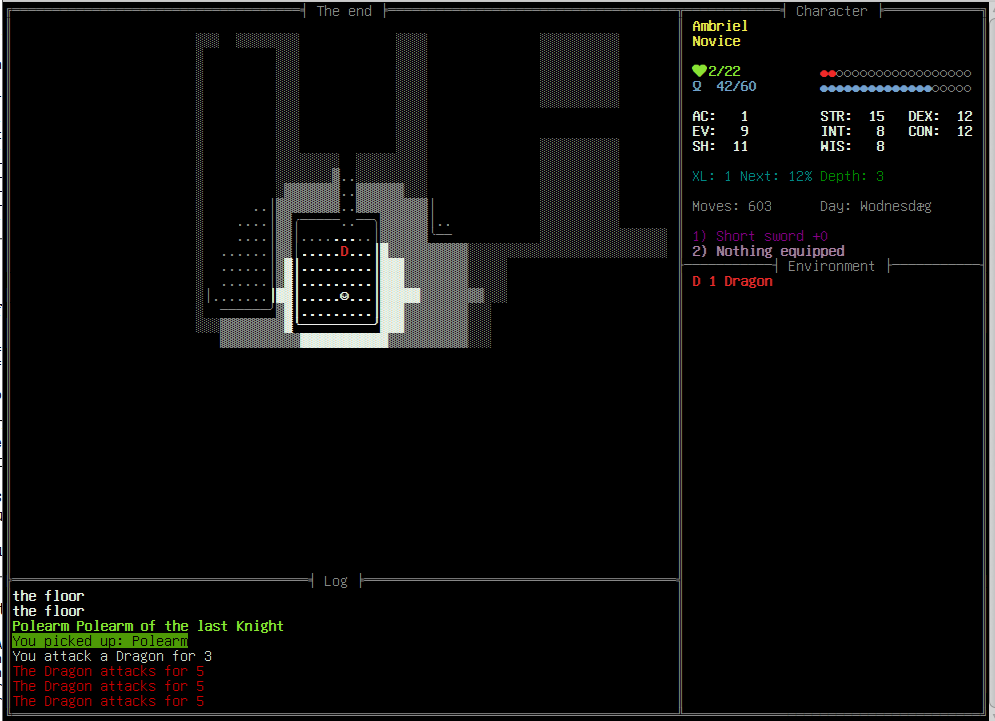 The end
Character
Ambriel
Novice
2/22
42/60
AC: 1 STR: 15 DEX: 12
EV: 9 INT: 8 CON: 12
SH: 11 WIS: 8
XL: 1 Next: 12% Depth: 3
Moves: 603 Day: Wodnesdæg
1) Short sword +0
2) Nothing equipped
Environment
D 1 Dragon
D
Log
the floor
the floor
Polearm Polearm of the last Knight
You picked up: Polearm
You attack a Dragon for 3
The Dragon attacks for 5
The Dragon attacks for 5
The Dragon attacks for 5